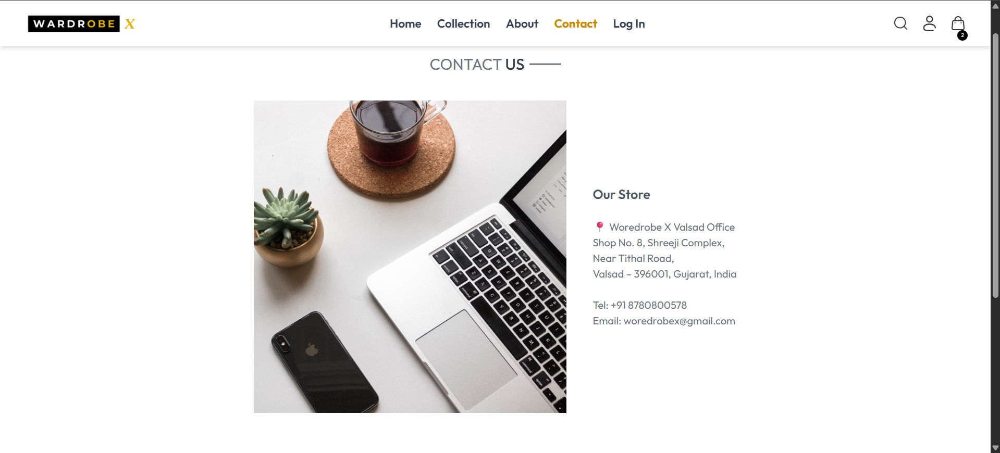 WARDROBE X
Home Collection About Contact Log In
2
CONTACT US
Our Store
📍 Woredrobe X Valsad Office
Shop No. 8, Shreeji Complex,
Near Tithal Road,
Valsad – 396001, Gujarat, India
Tel: +91 8780800578
Email: woredrobex@gmail.com